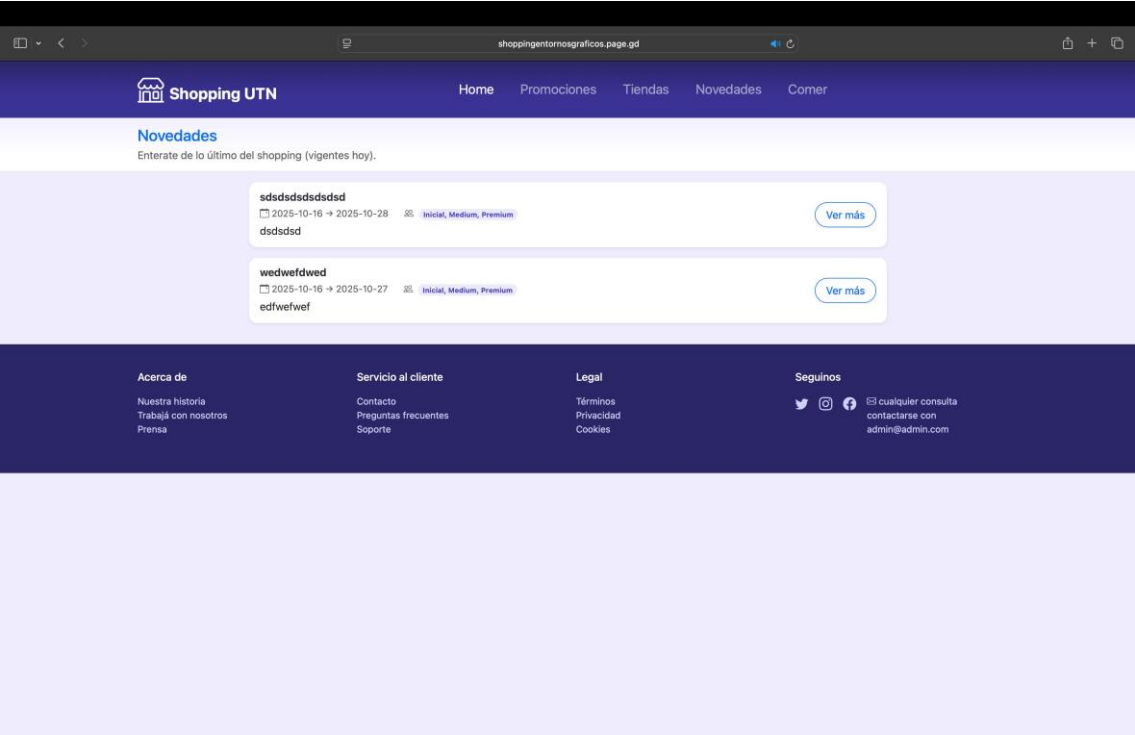 shoppingentornosgraficos.page.gd
Shopping UTN
Home Promociones Tiendas Novedades Comer
Novedades
Enterate de lo último del shopping (vigentes hoy).
sdsdsdsdsdsdsd
2025-10-16 → 2025-10-28 Inicial, Medium, Premium
dsdsdsd
Ver más
wedwefdwed
2025-10-16 → 2025-10-27 Inicial, Medium, Premium
edfwefwef
Ver más
Acerca de
Nuestra historia
Trabajá con nosotros
Prensa
Servicio al cliente
Contacto
Preguntas frecuentes
Soporte
Legal
Términos
Privacidad
Cookies
Seguinos
cualquier consulta
contactarse con
admin@admin.com